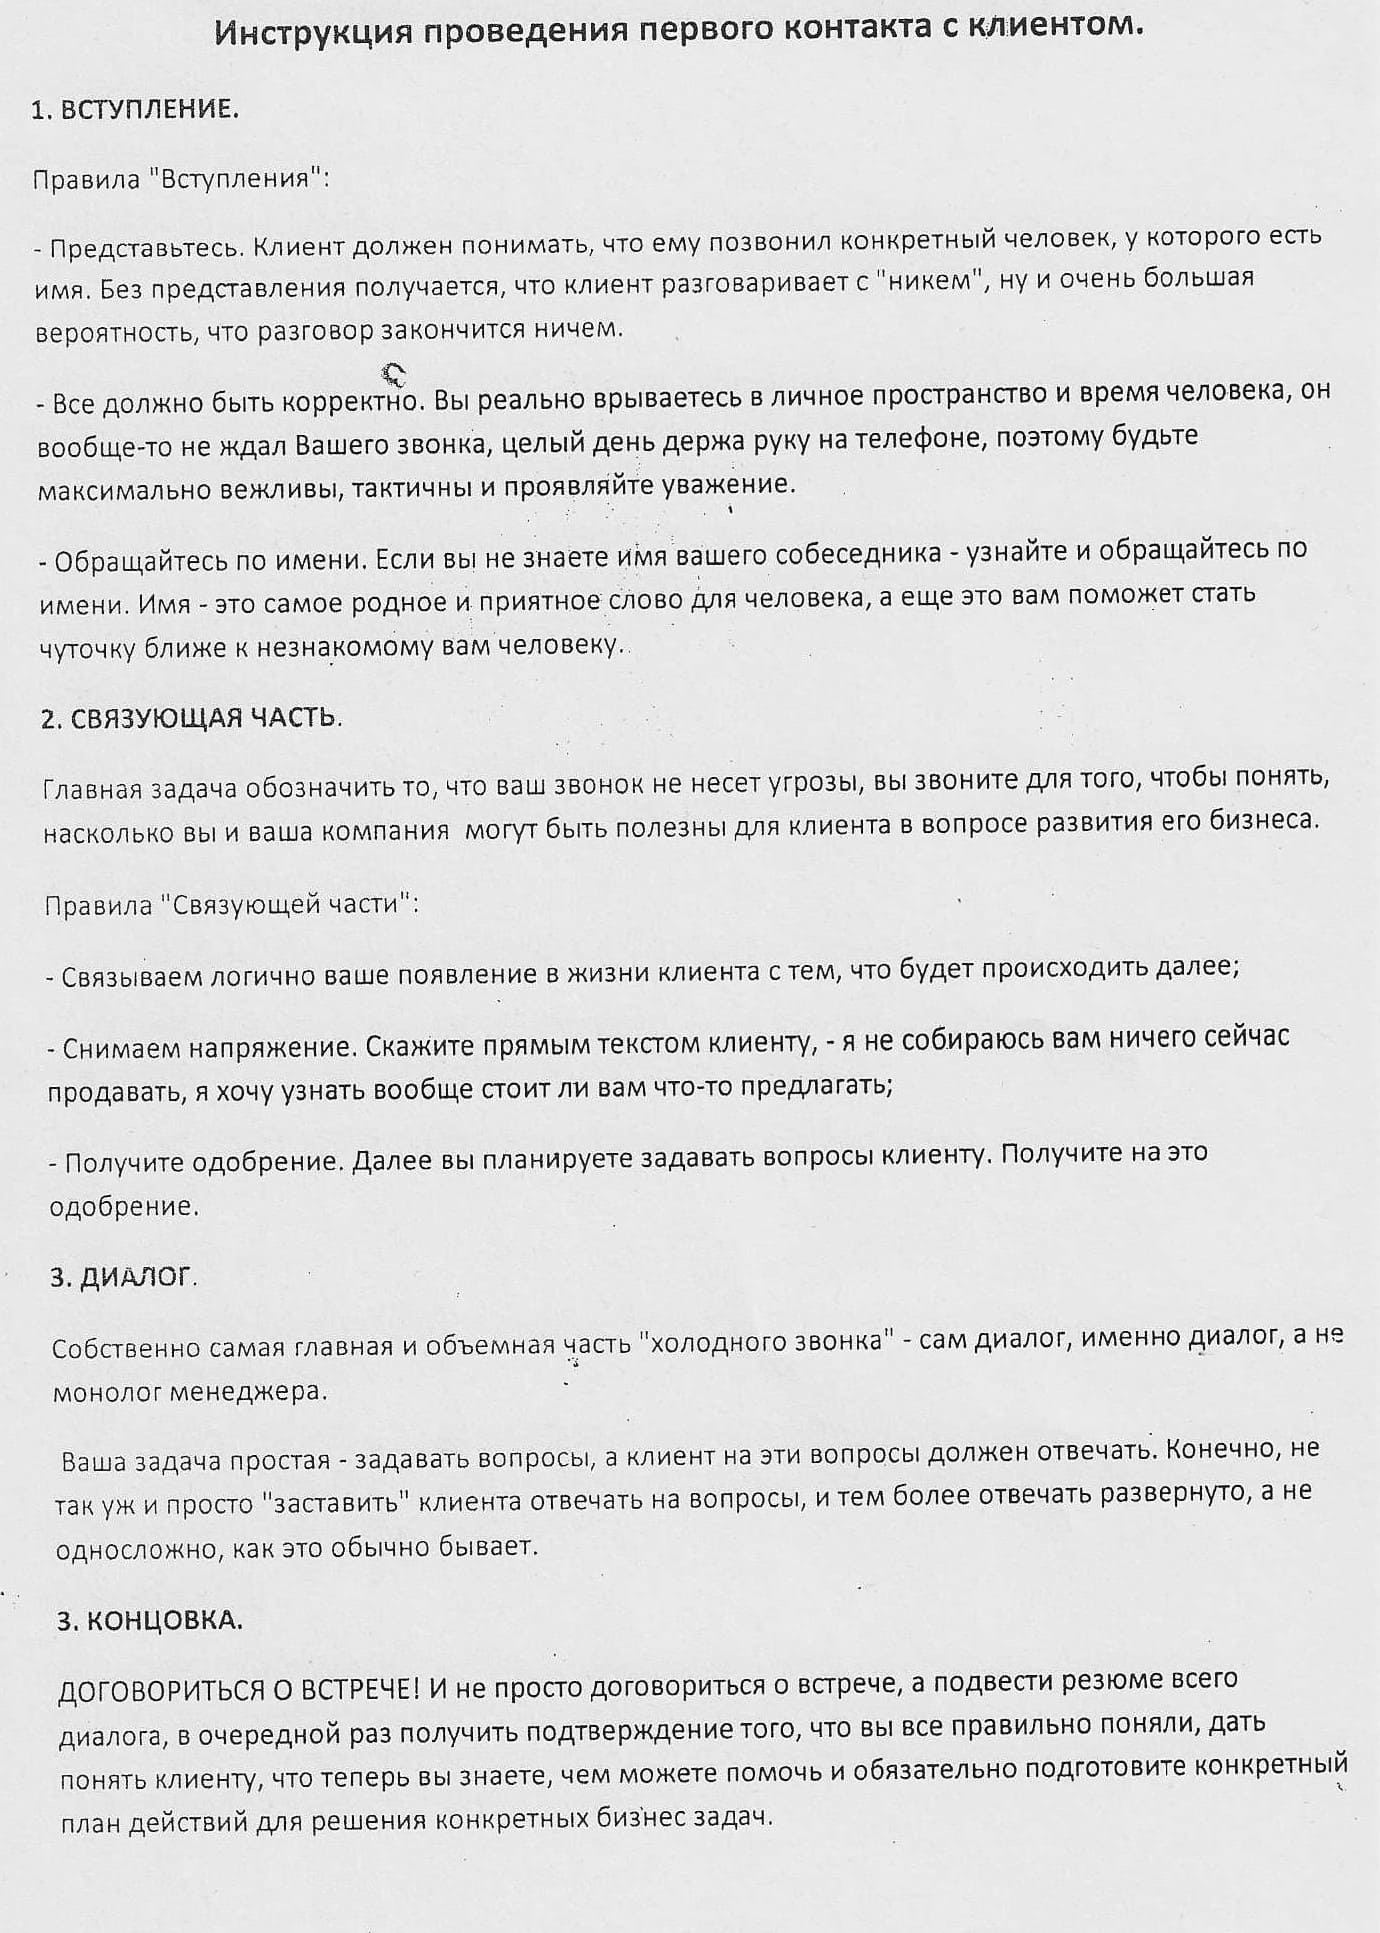 Инструкция проведения первого контакта с клиентом.
1. ВСТУПЛЕНИЕ.
Правила "Вступления":
- Представьтесь. Клиент должен понимать, что ему позвонил конкретный человек, у которого есть
имя. Без представления получается, что клиент разговаривает с "никем", ну и очень большая
вероятность, что разговор закончится ничем.
- Все должно быть корректно. Вы реально врываетесь в личное пространство и время человека, он
вообще-то не ждал Вашего звонка, целый день держа руку на телефоне, поэтому будьте
максимально вежливы, тактичны и проявляйте уважение.
- Обращайтесь по имени. Если вы не знаете имя вашего собеседника - узнайте и обращайтесь по
имени. Имя - это самое родное и приятное слово для человека, а еще это вам поможет стать
чуточку ближе к незнакомому вам человеку.
2. СВЯЗУЮЩАЯ ЧАСТЬ.
Главная задача обозначить то, что ваш звонок не несет угрозы, вы звоните для того, чтобы понять,
насколько вы и ваша компания могут быть полезны для клиента в вопросе развития его бизнеса.
Правила "Связующей части":
- Связываем логично ваше появление в жизни клиента с тем, что будет происходить далее;
- Снимаем напряжение. Скажите прямым текстом клиенту, - я не собираюсь вам ничего сейчас
продавать, я хочу узнать вообще стоит ли вам что-то предлагать;
- Получите одобрение. Далее вы планируете задавать вопросы клиенту. Получите на это
одобрение.
3. ДИАЛОГ.
Собственно самая главная и объемная часть "холодного звонка" - сам диалог, именно диалог, а не
монолог менеджера.
Ваша задача простая - задавать вопросы, а клиент на эти вопросы должен отвечать. Конечно, не
так уж и просто "заставить" клиента отвечать на вопросы, и тем более отвечать развернуто, а не
односложно, как это обычно бывает.
3. КОНЦОВКА.
ДОГОВОРИТЬСЯ О ВСТРЕЧЕ! И не просто договориться о встрече, а подвести резюме всего
диалога, в очередной раз получить подтверждение того, что вы все правильно поняли, дать
понять клиенту, что теперь вы знаете, чем можете помочь и обязательно подготовите конкретный
план действий для решения конкретных бизнес задач.